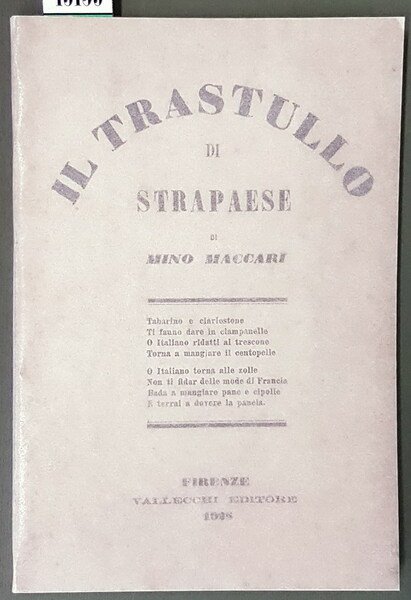 IL TRASTULLO
DI
STRAPAESE
DI
MINO MACCARI
Tabarino e ciarlestone
Ti fanno dare in ciampanelle
O Italiano ridatti al trescone
Torna a mangiare il centopelle
O Italiano torna alle zolle
Non ti fidar delle mode di Francia
Bada a mangiare pane e cipolle
E terrai a dovere la pancia.
FIRENZE
VALLECCHI EDITORE
1928